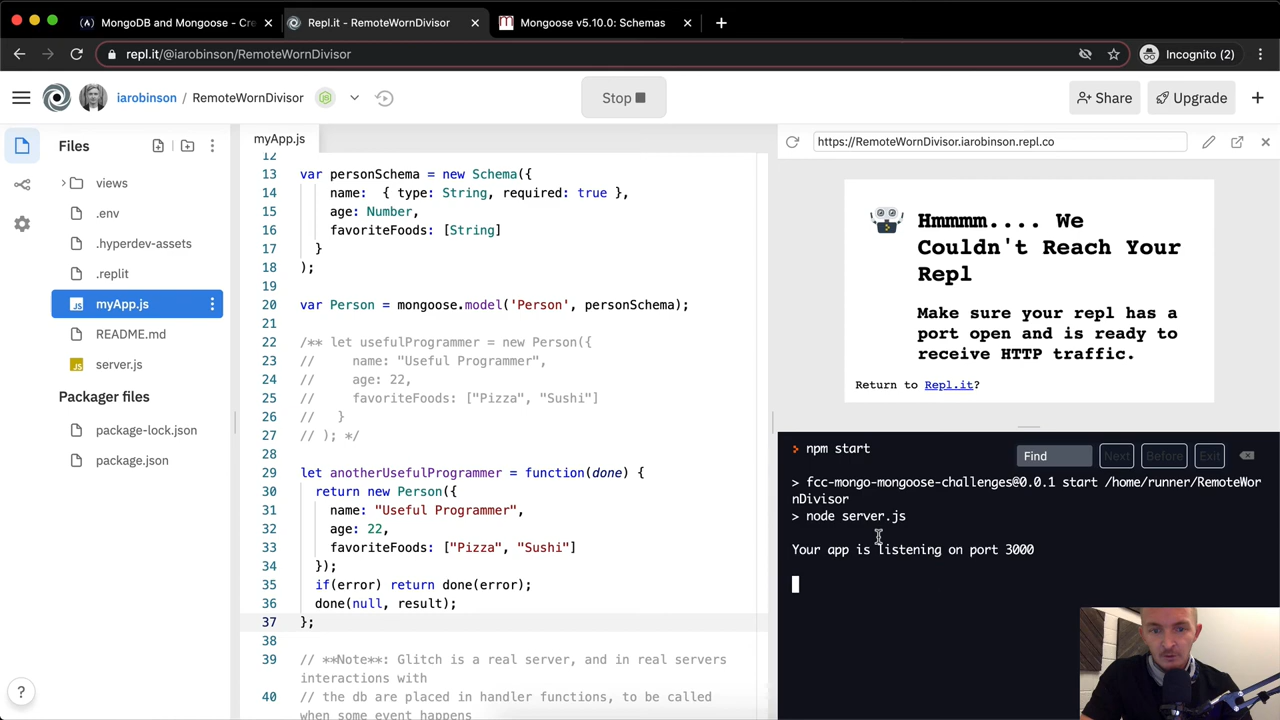 MongoDB and Mongoose - Cre
Repl.it - RemoteWornDivisor
Mongoose v5.10.0: Schemas
repl.it/@iarobinson/RemoteWornDivisor
Incognito (2)
iarobinson / RemoteWornDivisor
Stop
Share
Upgrade
Files
views
.env
.hyperdev-assets
.replit
myApp.js
README.md
server.js
Packager files
package-lock.json
package.json
?
myApp.js
12
13 var personSchema = new Schema({
14 name: { type: String, required: true },
15 age: Number,
16 favoriteFoods: [String]
17 }
18 );
19
20 var Person = mongoose.model('Person', personSchema);
21
22 /** let usefulProgrammer = new Person({
23 // name: "Useful Programmer",
24 // age: 22,
25 // favoriteFoods: ["Pizza", "Sushi"]
26 // }
27 // ); */
28
29 let anotherUsefulProgrammer = function(done) {
30 return new Person({
31 name: "Useful Programmer",
32 age: 22,
33 favoriteFoods: ["Pizza", "Sushi"]
34 });
35 if(error) return done(error);
36 done(null, result);
37 };
38
39 // **Note**: Glitch is a real server, and in real servers
interactions with
40 // the db are placed in handler functions, to be called
when some event happens
https://RemoteWornDivisor.iarobinson.repl.co
Hmmmm.... We
Couldn't Reach Your
Repl
Make sure your repl has a
port open and is ready to
receive HTTP traffic.
Return to Repl.it?
npm start
Find
Next
Before
Exit
> fcc-mongo-mongoose-challenges@0.0.1 start /home/runner/RemoteWor
nDivisor
> node server.js
Your app is listening on port 3000